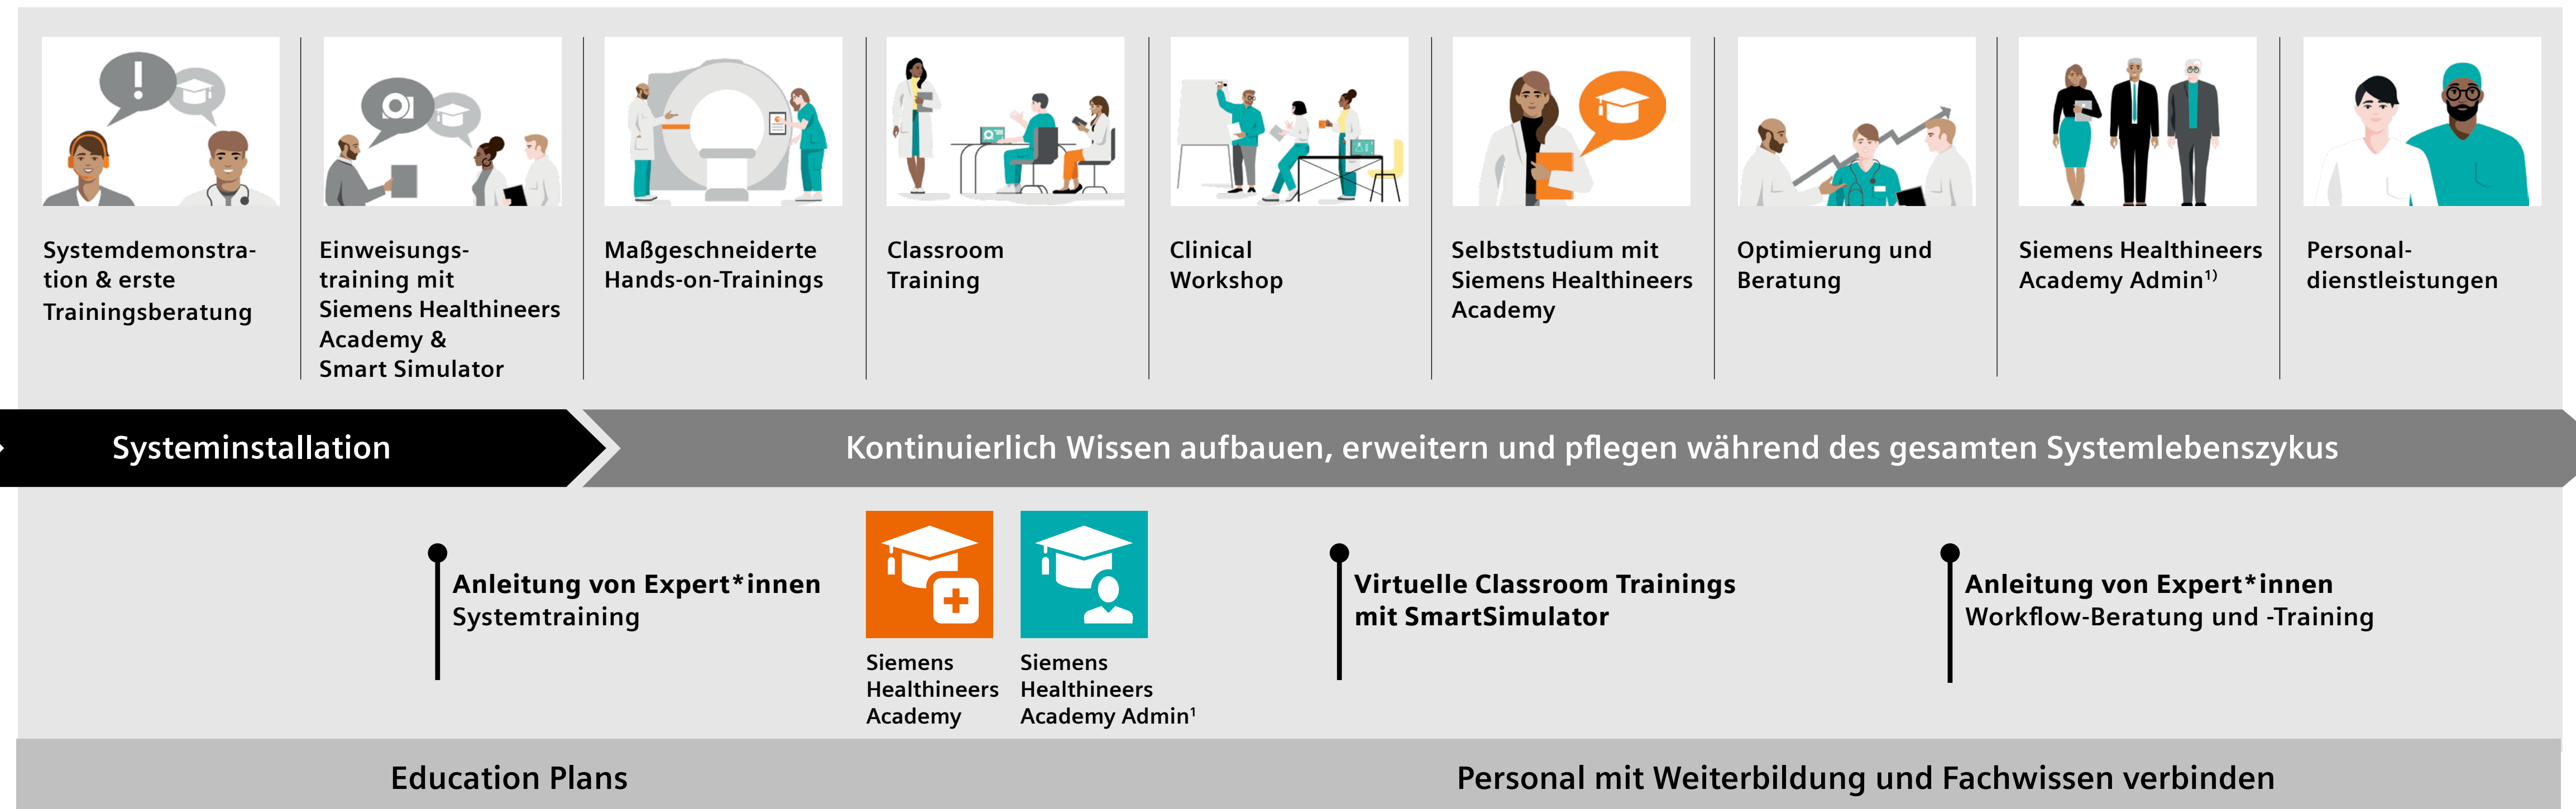 Systemdemonstra-
tion & erste
Trainingsberatung
Einweisungs-
training mit
Siemens Healthineers
Academy &
Smart Simulator
Maßgeschneiderte
Hands-on-Trainings
Classroom
Training
Clinical
Workshop
Selbststudium mit
Siemens Healthineers
Academy
Optimierung und
Beratung
Siemens Healthineers
Academy Admin¹⁾
Personal-
dienstleistungen
Systeminstallation
Kontinuierlich Wissen aufbauen, erweitern und pflegen während des gesamten Systemlebenszykus
Anleitung von Expert*innen
Systemtraining
Siemens
Healthineers
Academy
Siemens
Healthineers
Academy Admin¹
Virtuelle Classroom Trainings
mit SmartSimulator
Anleitung von Expert*innen
Workflow-Beratung und -Training
Education Plans
Personal mit Weiterbildung und Fachwissen verbinden